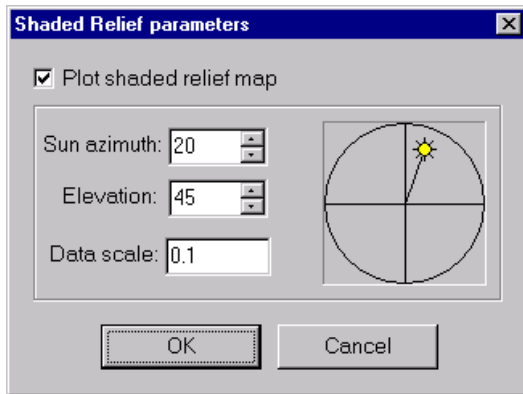 Shaded Relief parameters
Plot shaded relief map
Sun azimuth: 20
Elevation: 45
Data scale: 0.1
OK
Cancel